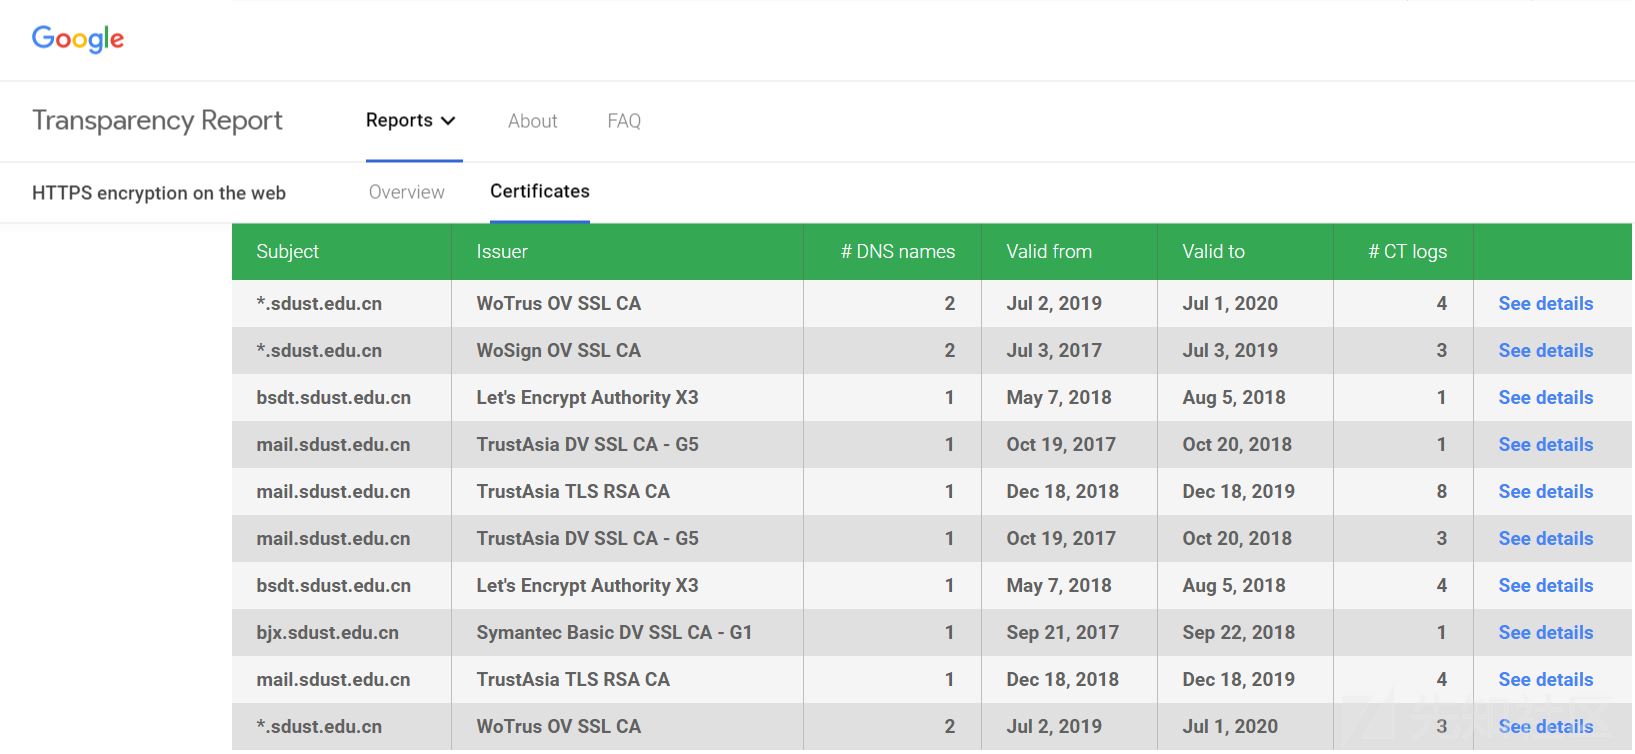 Google
Transparency Report Reports About FAQ
HTTPS encryption on the web Overview Certificates
Subject Issuer # DNS names Valid from Valid to # CT logs
*.sdust.edu.cn WoTrus OV SSL CA 2 Jul 2, 2019 Jul 1, 2020 4 See details
*.sdust.edu.cn WoSign OV SSL CA 2 Jul 3, 2017 Jul 3, 2019 3 See details
bsdt.sdust.edu.cn Let's Encrypt Authority X3 1 May 7, 2018 Aug 5, 2018 1 See details
mail.sdust.edu.cn TrustAsia DV SSL CA - G5 1 Oct 19, 2017 Oct 20, 2018 1 See details
mail.sdust.edu.cn TrustAsia TLS RSA CA 1 Dec 18, 2018 Dec 18, 2019 8 See details
mail.sdust.edu.cn TrustAsia DV SSL CA - G5 1 Oct 19, 2017 Oct 20, 2018 3 See details
bsdt.sdust.edu.cn Let's Encrypt Authority X3 1 May 7, 2018 Aug 5, 2018 4 See details
bjx.sdust.edu.cn Symantec Basic DV SSL CA - G1 1 Sep 21, 2017 Sep 22, 2018 1 See details
mail.sdust.edu.cn TrustAsia TLS RSA CA 1 Dec 18, 2018 Dec 18, 2019 4 See details
*.sdust.edu.cn WoTrus OV SSL CA 2 Jul 2, 2019 Jul 1, 2020 3 See details
先知社区